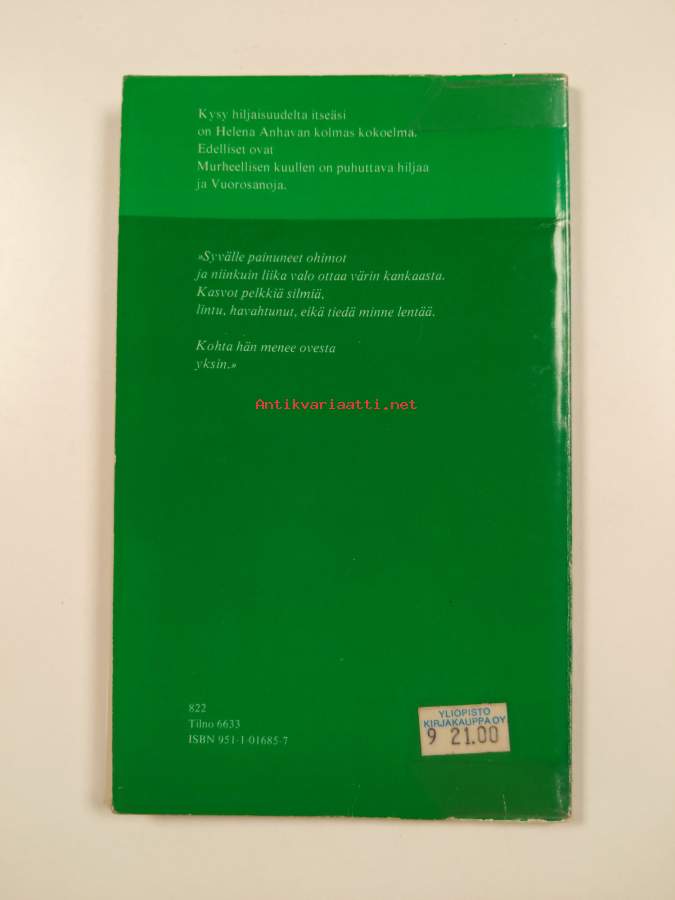 Kysy hiljaisuudelta itseäsi
on Helena Anhavan kolmas kokoelma.
Edelliset ovat
Murheellisen kuullen on puhuttava hiljaa
ja Vuorosanoja.
»Syvälle painuneet ohimot
ja niinkuin liika valo ottaa värin kankaasta.
Kasvot pelkkiä silmiä,
lintu, havahtunut, eikä tiedä minne lentää.
Kohta hän menee ovesta
yksin.»
Antikvariaatti.net
822
Tilno 6633
ISBN 951-1-01685-7
YLIOPISTO
KIRJAKAUPPA OY
9 21.00